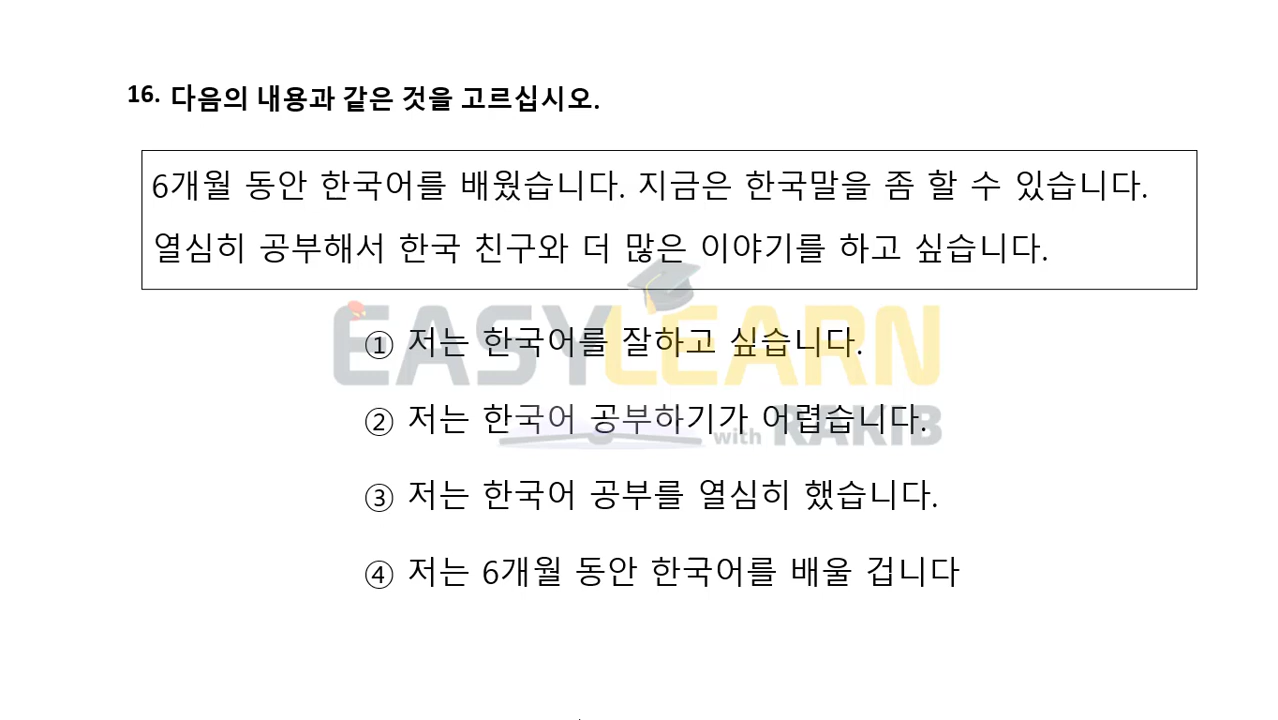 16. 다음의 내용과 같은 것을 고르십시오.
6개월 동안 한국어를 배웠습니다. 지금은 한국말을 좀 할 수 있습니다.
열심히 공부해서 한국 친구와 더 많은 이야기를 하고 싶습니다.
EASYLEARN
with RAKIB
① 저는 한국어를 잘하고 싶습니다.
② 저는 한국어 공부하기가 어렵습니다.
③ 저는 한국어 공부를 열심히 했습니다.
④ 저는 6개월 동안 한국어를 배울 겁니다